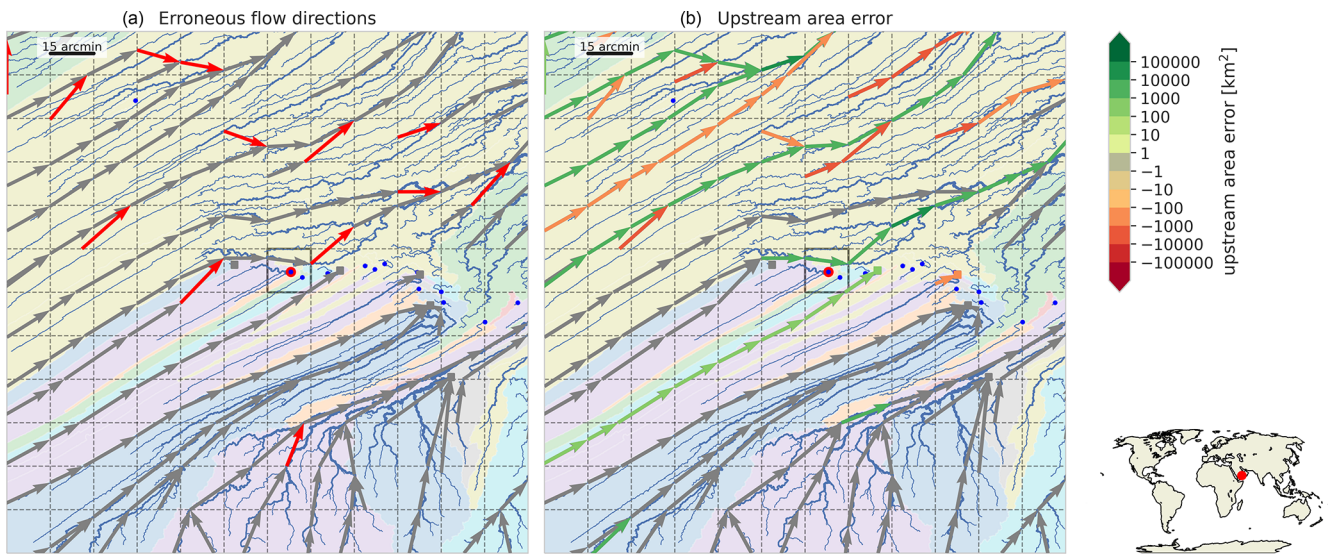 (a) Erroneous flow directions
(b) Upstream area error
15 arcmin
15 arcmin
100000
10000
1000
100
10
1
−1
−10
−100
−1000
−10000
−100000
upstream area error [km²]